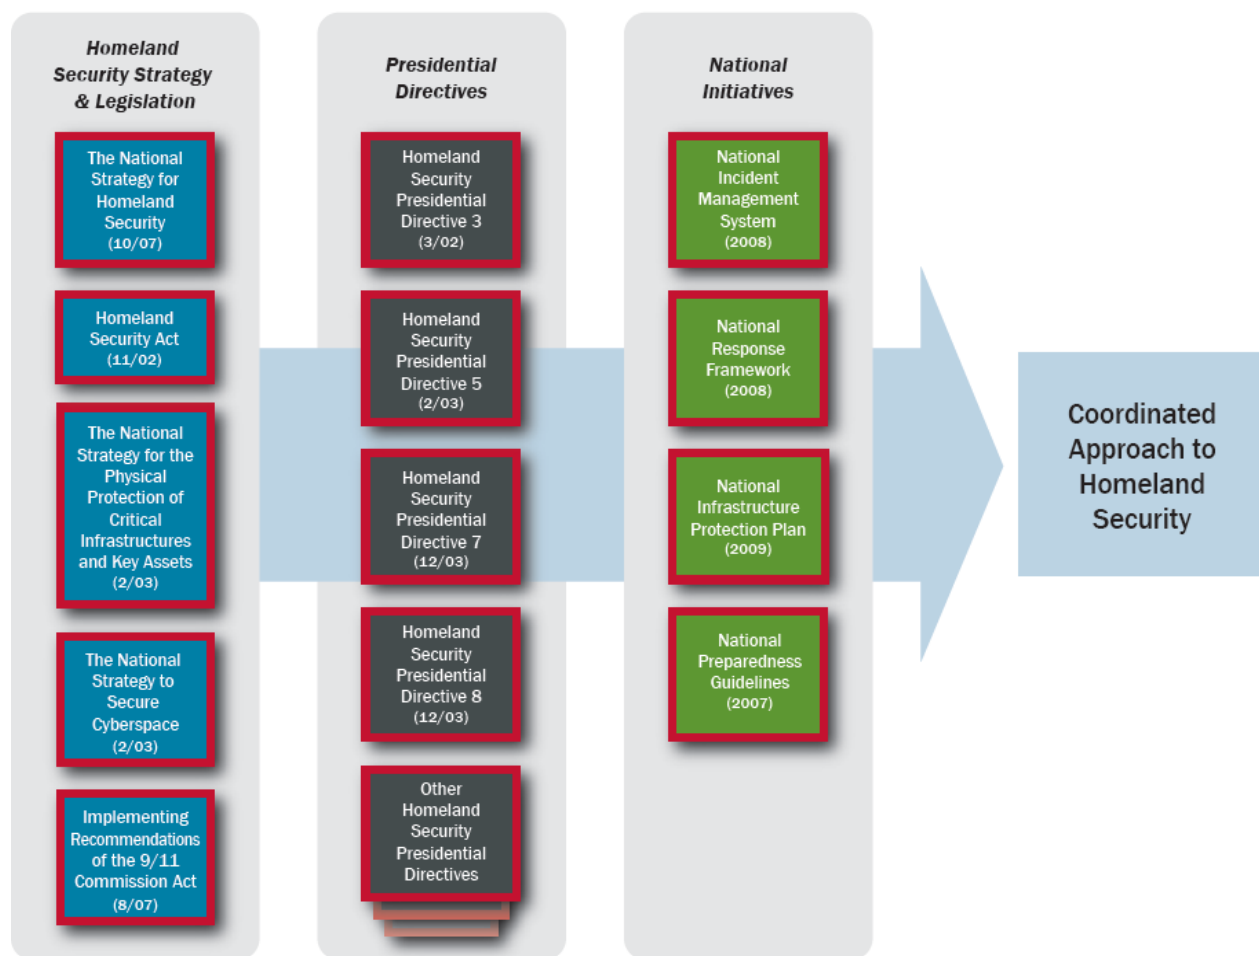 Homeland
Security Strategy
& Legislation
The National
Strategy for
Homeland
Security
(10/07)
Homeland
Security Act
(11/02)
The National
Strategy for the
Physical
Protection of
Critical
Infrastructures
and Key Assets
(2/03)
The National
Strategy to
Secure
Cyberspace
(2/03)
Implementing
Recommendations
of the 9/11
Commission Act
(8/07)
Presidential
Directives
Homeland
Security
Presidential
Directive 3
(3/02)
Homeland
Security
Presidential
Directive 5
(2/03)
Homeland
Security
Presidential
Directive 7
(12/03)
Homeland
Security
Presidential
Directive 8
(12/03)
Other
Homeland
Security
Presidential
Directives
National
Initiatives
National
Incident
Management
System
(2008)
National
Response
Framework
(2008)
National
Infrastructure
Protection Plan
(2009)
National
Preparedness
Guidelines
(2007)
Coordinated
Approach to
Homeland
Security